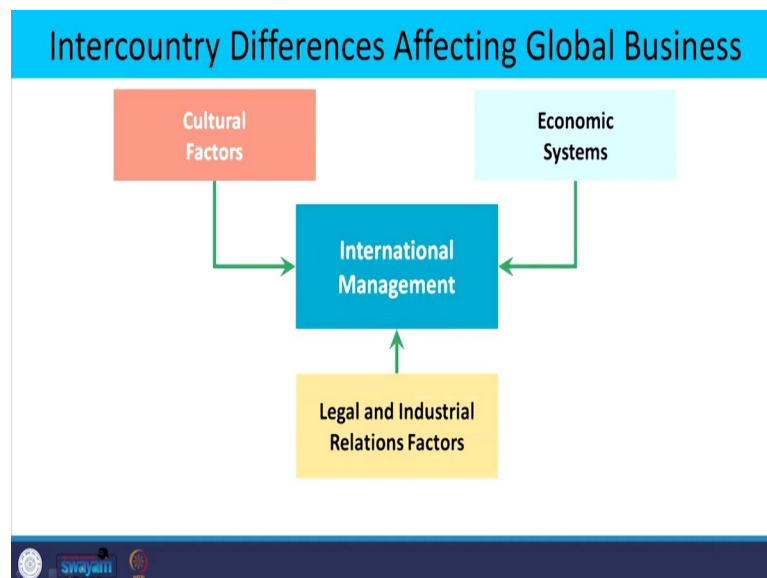 Intercountry Differences Affecting Global Business
Cultural
Factors
Economic
Systems
International
Management
Legal and Industrial
Relations Factors
swayam